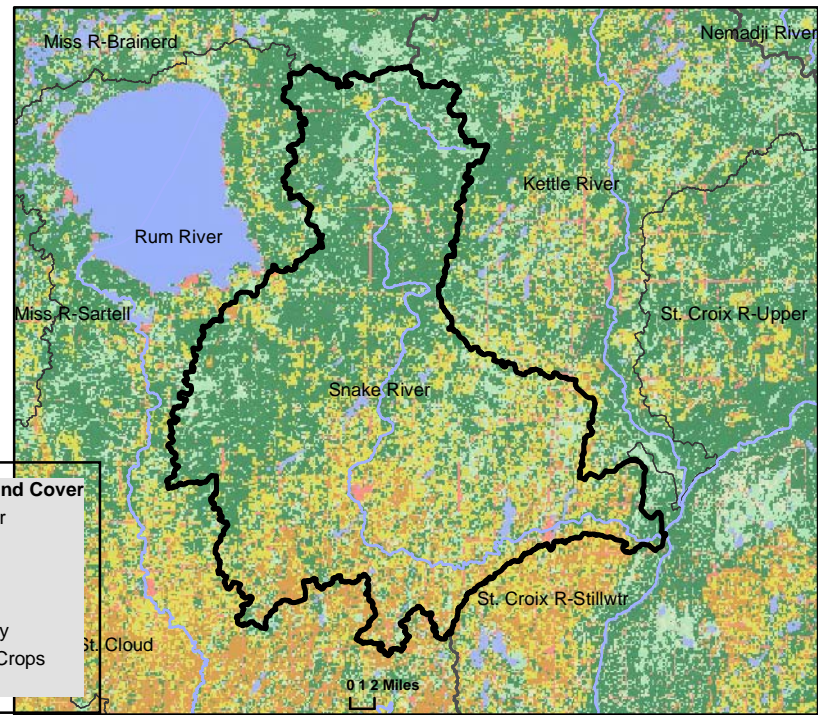 Miss R-Brainerd
Nemadji River
Kettle River
Rum River
Miss R-Sartell
St. Croix R-Upper
Snake River
nd Cover
r
St. Croix R-Stillwtr
y
St. Cloud
Crops
0 1 2 Miles